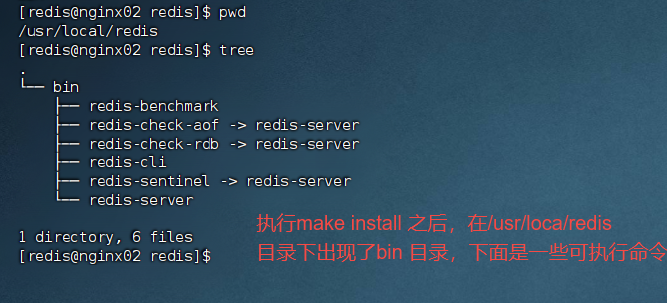 [redis@nginx02 redis]$ pwd
/usr/local/redis
[redis@nginx02 redis]$ tree
.
└── bin
    ├── redis-benchmark
    ├── redis-check-aof -> redis-server
    ├── redis-check-rdb -> redis-server
    ├── redis-cli
    ├── redis-sentinel -> redis-server
    └── redis-server
执行make install 之后，在/usr/loca/redis
1 directory, 6 files
目录下出现了bin 目录，下面是一些可执行命令
[redis@nginx02 redis]$